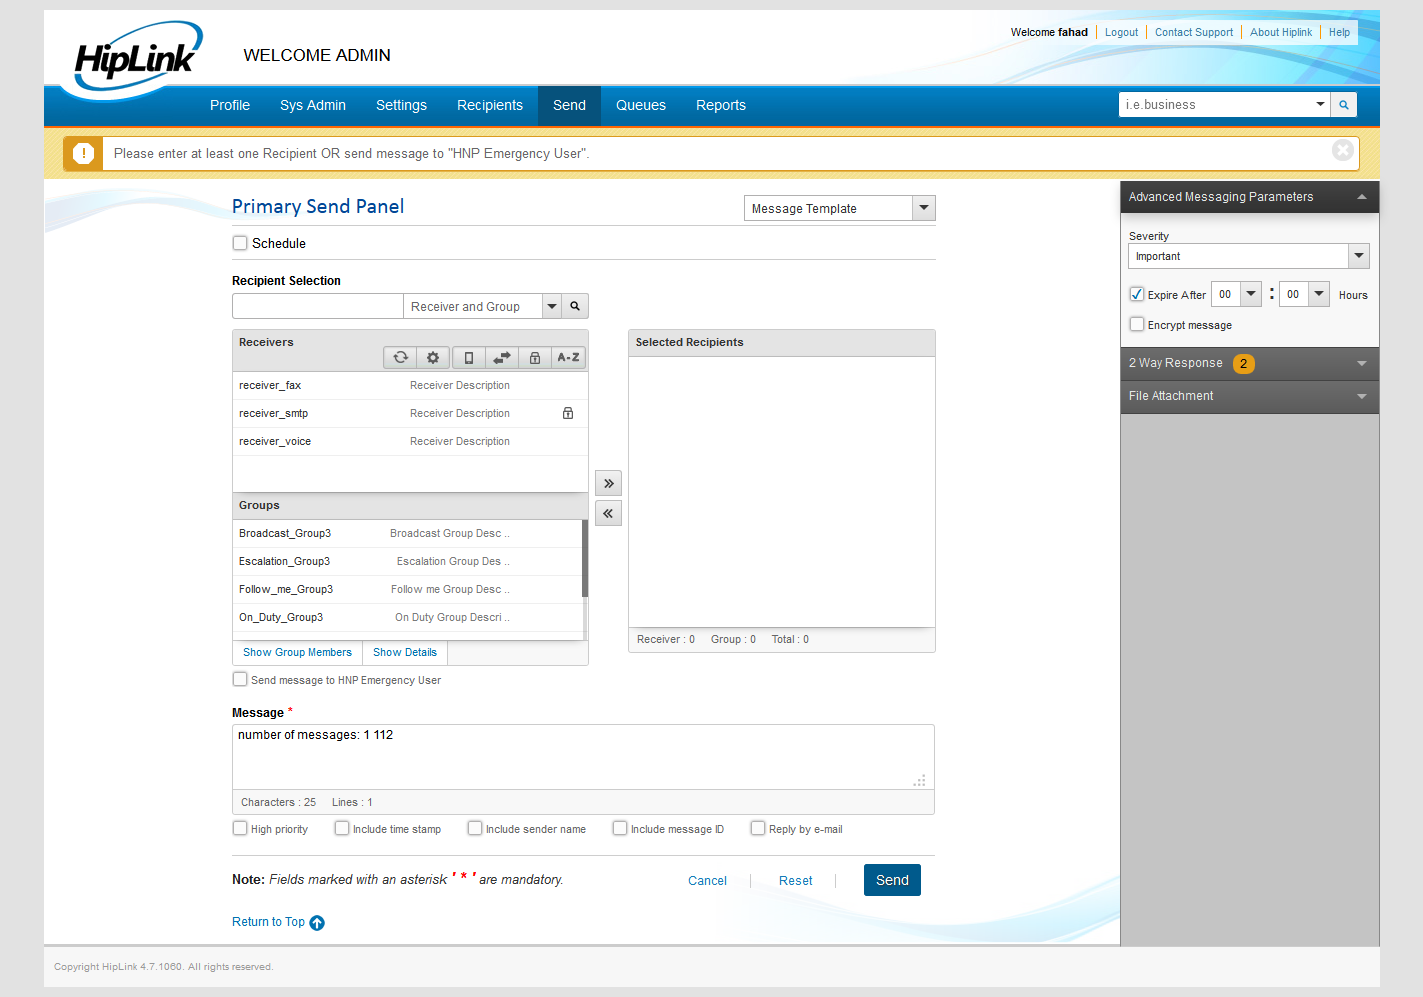 HipLink
WELCOME ADMIN
Welcome fahad Logout Contact Support About Hiplink Help
Profile Sys Admin Settings Recipients Send Queues Reports
i.e.business
Please enter at least one Recipient OR send message to "HNP Emergency User".
Primary Send Panel
Message Template
Schedule
Recipient Selection
Receiver and Group
Receivers
A-Z
receiver_fax Receiver Description
receiver_smtp Receiver Description
receiver_voice Receiver Description
Groups
Broadcast_Group3 Broadcast Group Desc ..
Escalation_Group3 Escalation Group Des ..
Follow_me_Group3 Follow me Group Desc ..
On_Duty_Group3 On Duty Group Descri ..
Show Group Members Show Details
Send message to HNP Emergency User
Selected Recipients
Receiver : 0 Group : 0 Total : 0
Message *
number of messages: 1 112
Characters : 25 Lines : 1
High priority Include time stamp Include sender name Include message ID Reply by e-mail
Note: Fields marked with an asterisk ' * ' are mandatory.
Cancel Reset Send
Return to Top
Advanced Messaging Parameters
Severity
Important
Expire After 00 : 00 Hours
Encrypt message
2 Way Response 2
File Attachment
Copyright HipLink 4.7.1060. All rights reserved.